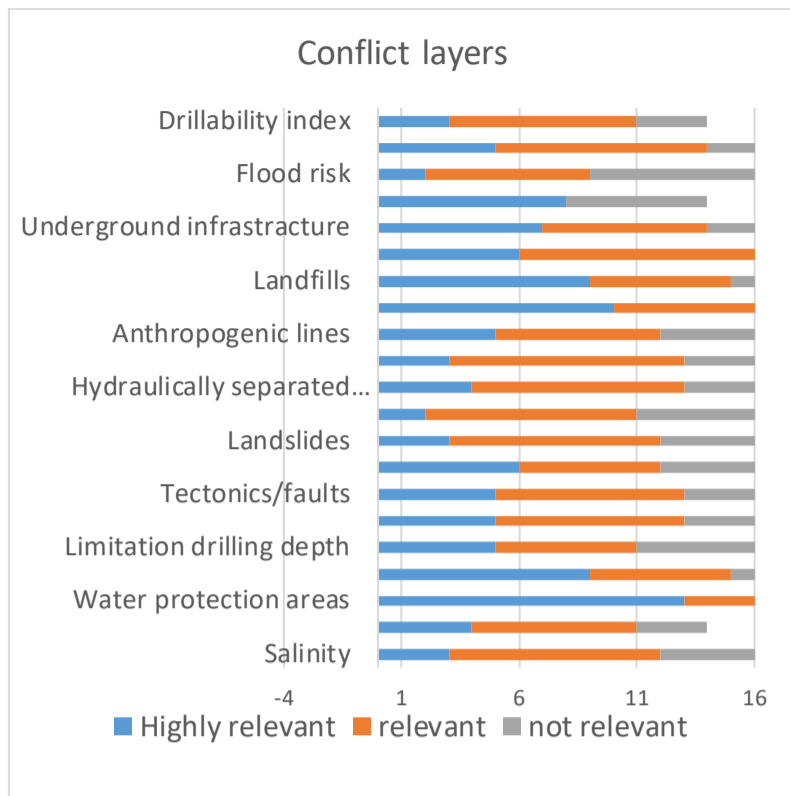 Conflict layers
Drillability index
Flood risk
Underground infrastracture
Landfills
Anthropogenic lines
Hydraulically separated...
Landslides
Tectonics/faults
Limitation drilling depth
Water protection areas
Salinity
-4 1 6 11 16
Highly relevant relevant not relevant